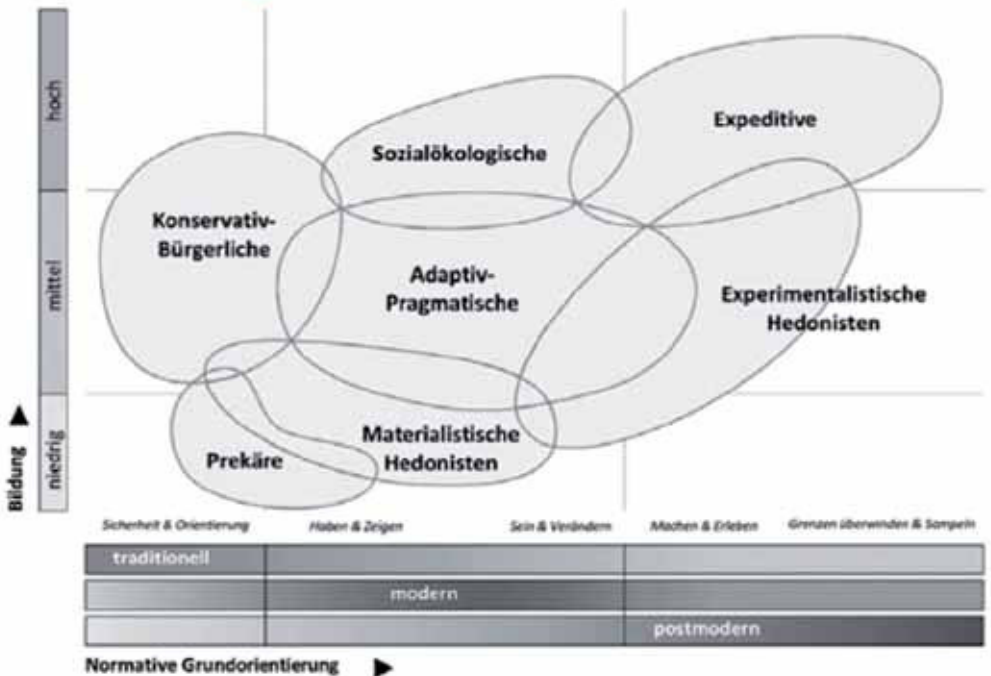 hoch
mittel
niedrig
Bildung
Expeditive
Sozialökologische
Konservativ-
Bürgerliche
Adaptiv-
Pragmatische
Experimentalistische
Hedonisten
Materialistische
Hedonisten
Prekäre
Sicherheit & Orientierung
Haben & Zeigen
Sein & Verändern
Machen & Erleben
Grenzen überwinden & Sampeln
traditionell
modern
postmodern
Normative Grundorientierung